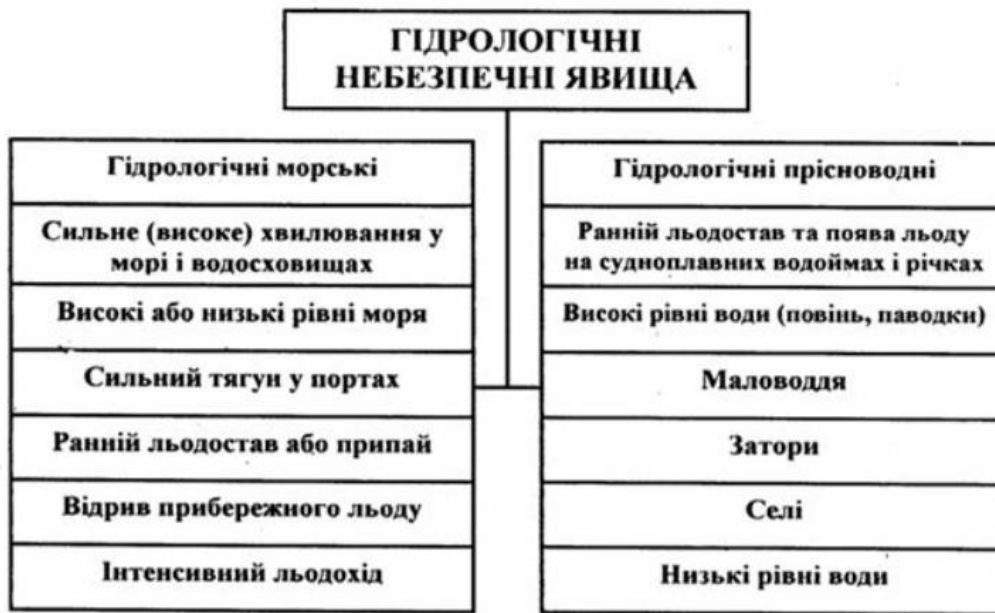 ГІДРОЛОГІЧНІ
НЕБЕЗПЕЧНІ ЯВИЩА
Гідрологічні морські
Сильне (високе) хвилювання у
морі і водосховищах
Високі або низькі рівні моря
Сильний тягун у портах
Ранній льодостав або припай
Відрив прибережного льоду
Інтенсивний льодохід
Гідрологічні прісноводні
Ранній льодостав та поява льоду
на судноплавних водоймах і річках
Високі рівні води (повінь, паводки)
Маловоддя
Затори
Селі
Низькі рівні води